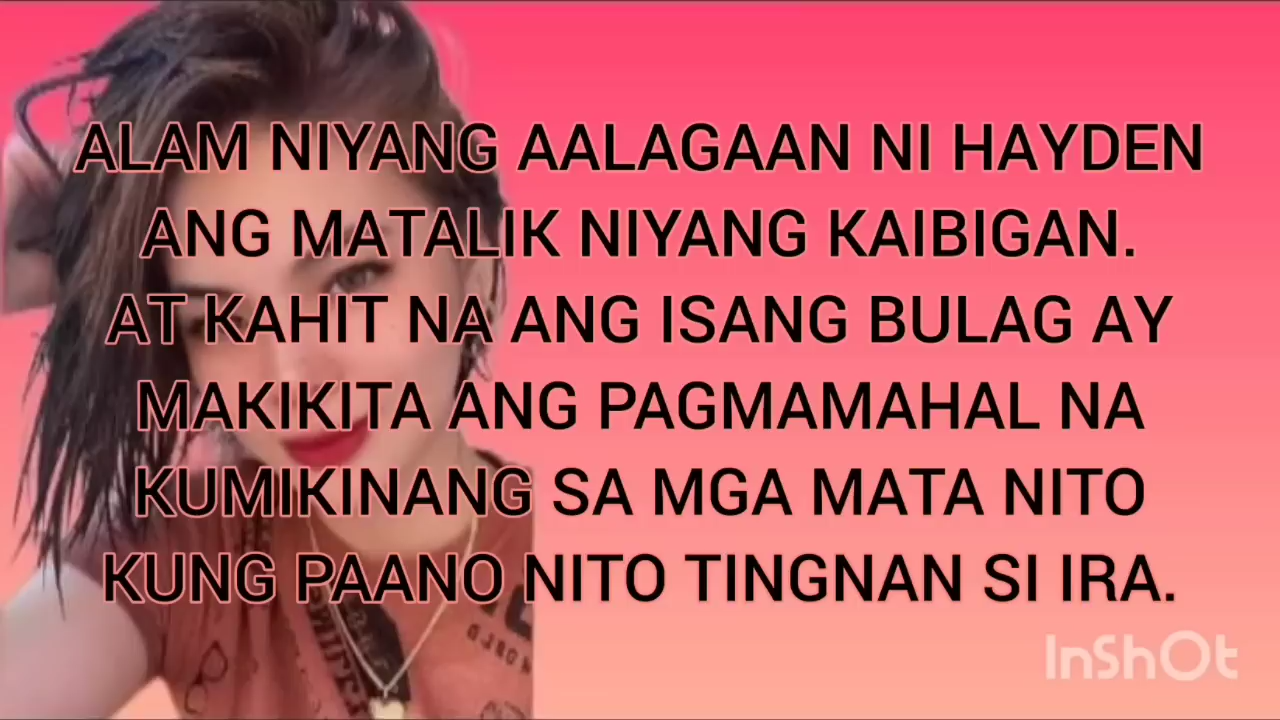 ALAM NIYANG AALAGAAN NI HAYDEN
ANG MATALIK NIYANG KAIBIGAN.
AT KAHIT NA ANG ISANG BULAG AY
MAKIKITA ANG PAGMAMAHAL NA
KUMIKINANG SA MGA MATA NITO
KUNG PAANO NITO TINGNAN SI IRA.
InShOt